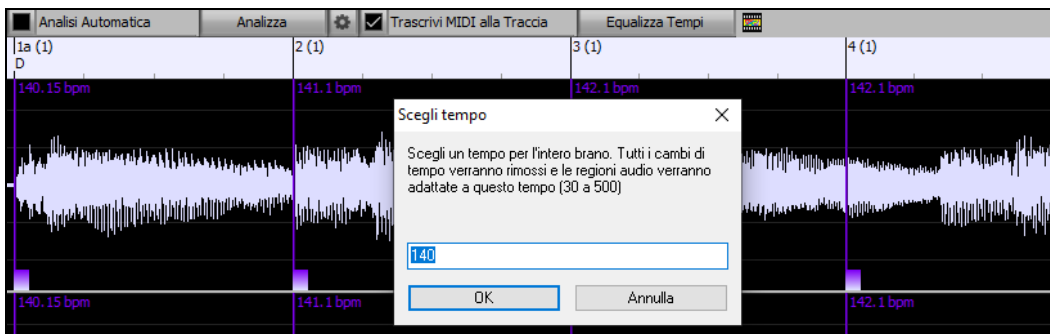 Analisi Automatica Analizza Trascrivi MIDI alla Traccia Equalizza Tempi
1a (1) 2 (1) 3 (1) 4 (1)
D
140.15 bpm 141.1 bpm 142.1 bpm 142.1 bpm
Scegli tempo
Scegli un tempo per l'intero brano. Tutti i cambi di
tempo verranno rimossi e le regioni audio verranno
adattate a questo tempo (30 a 500)
140
OK Annulla
140.15 bpm 141.1 bpm 142.1 bpm